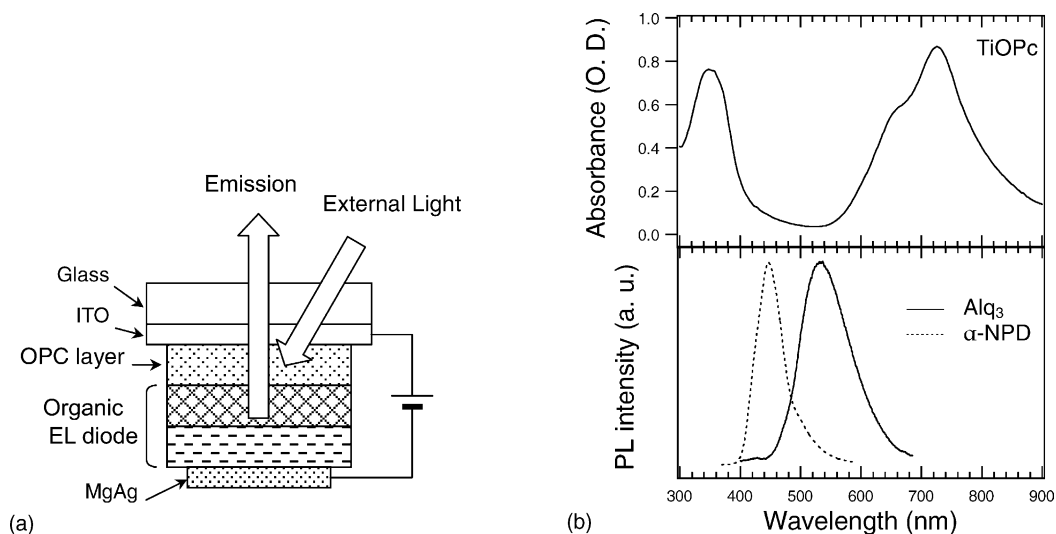 Emission
External Light
Glass
ITO
OPC layer
Organic
EL diode
MgAg
(a)
Absorbance (O. D.)
1.0
0.8
0.6
0.4
0.2
0.0
TiOPc
PL intensity (a. u.)
Alq3
α-NPD
300 400 500 600 700 800 900
Wavelength (nm)
(b)